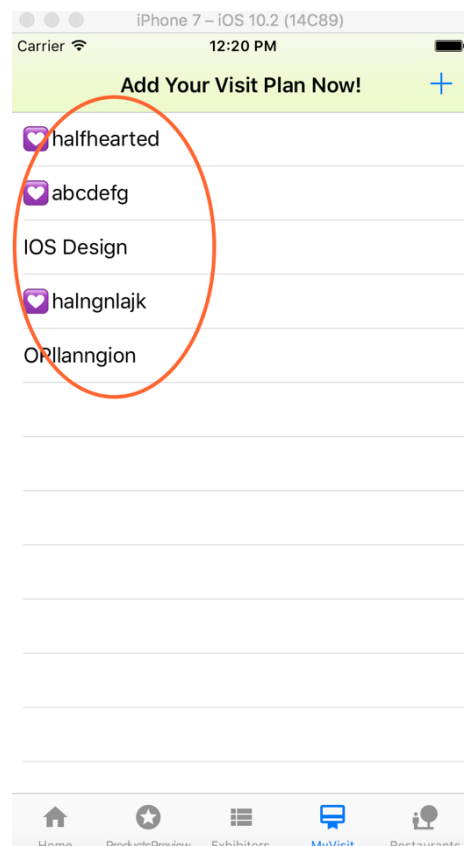 iPhone 7 – iOS 10.2 (14C89)
Carrier 12:20 PM
Add Your Visit Plan Now! +
💟halfhearted
💟abcdefg
IOS Design
💟halngnlajk
OPllanngion
Home ProductsPreview Exhibitors MyVisit Restaurants